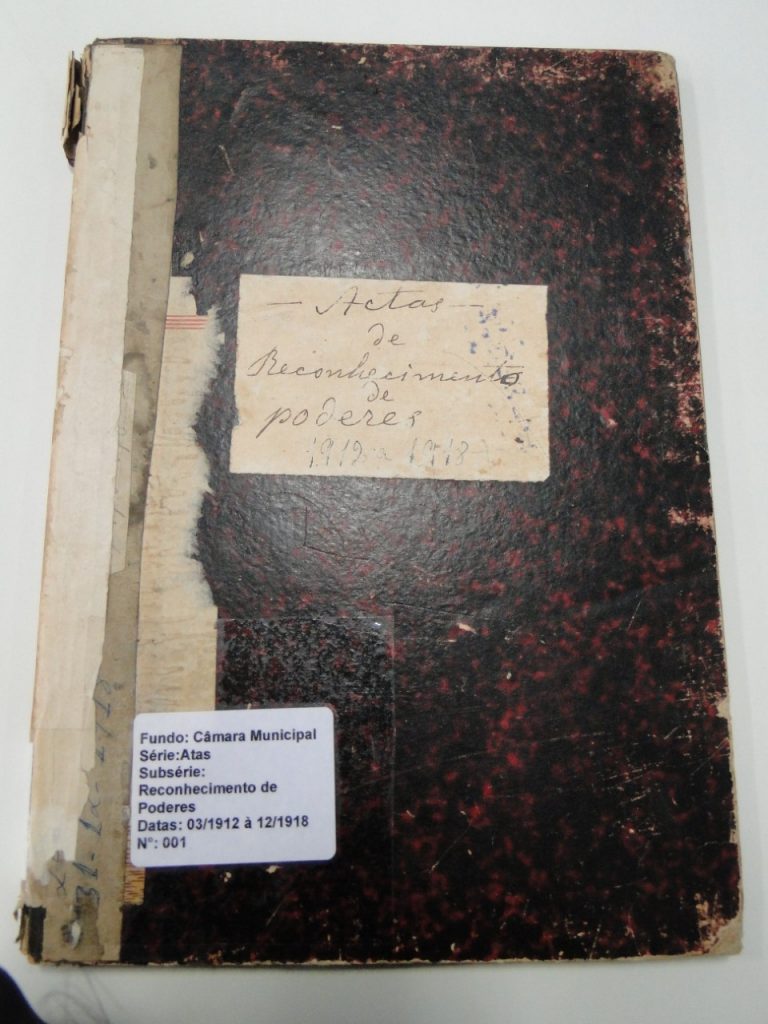 — Actas —
de
Reconhecimento
de
poderes
1912 a 1918
Fundo: Câmara Municipal
Série:Atas
Subsérie:
Reconhecimento de
Poderes
Datas: 03/1912 à 12/1918
N°: 001